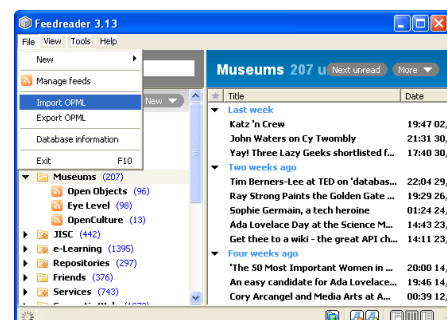 Feedreader 3.13
File View Tools Help
New
Manage feeds
Import OPML
Export OPML
Database information
Exit F10
New
Museums (207)
Open Objects (96)
Eye Level (98)
OpenCulture (13)
JISC (442)
e-Learning (1395)
Repositories (297)
Friends (376)
Services (743)
Museums 207 u Next unread More
Title Date
Last week
Katz 'n Crew 19:47 02,
John Waters on Cy Twombly 21:31 30,
Yay! Three Lazy Geeks shortlisted f... 17:40 30,
Two weeks ago
Tim Berners-Lee at TED on 'databas... 22:04 29,
Ray Strong Paints the Golden Gate ... 19:29 26,
Sophie Germain, a tech heroine 01:24 24,
Ada Lovelace Day at the Science M... 14:43 23,
Get thee to a wiki - the great API ch... 14:11 23,
Four weeks ago
'The 50 Most Important Women in ... 20:00 14,
An easy candidate for Ada Lovelace... 19:46 14,
Cory Arcangel and Media Arts at A... 00:39 12,